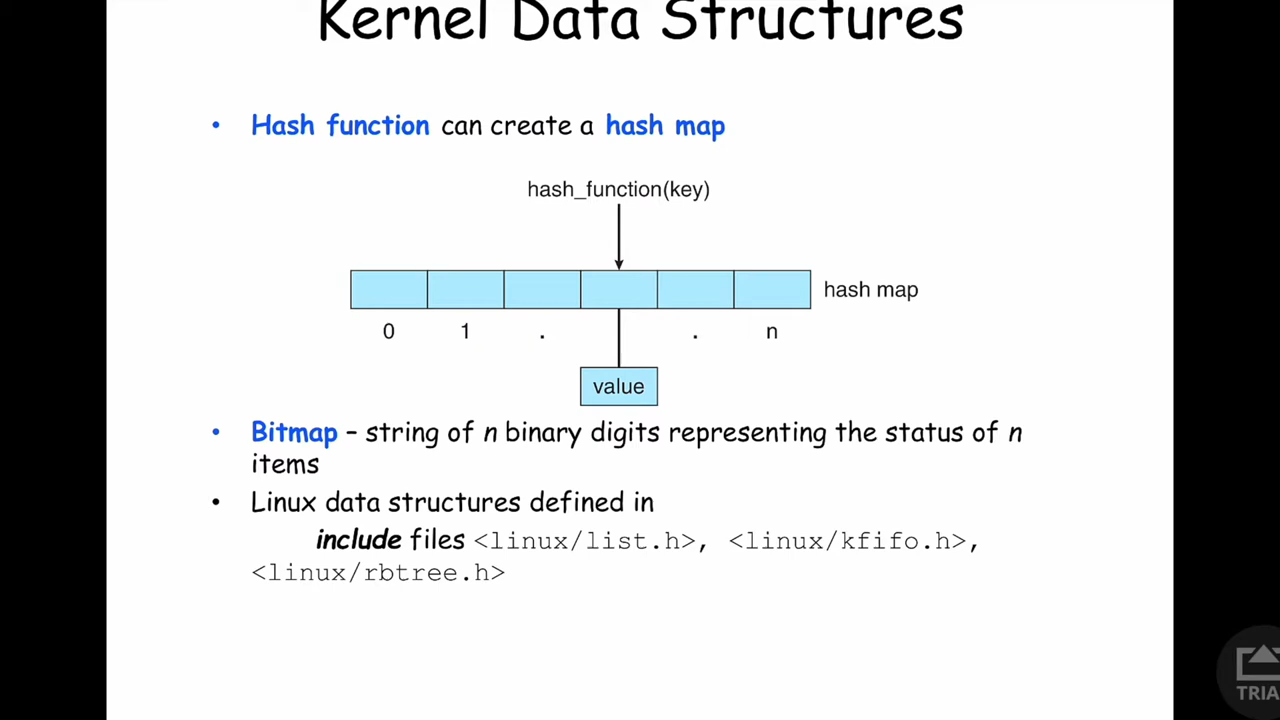 Kernel Data Structures
• Hash function can create a hash map
hash_function(key)
hash map
0 1 . . n
value
• Bitmap – string of n binary digits representing the status of n
items
• Linux data structures defined in
include files <linux/list.h>, <linux/kfifo.h>,
<linux/rbtree.h>
TRIA